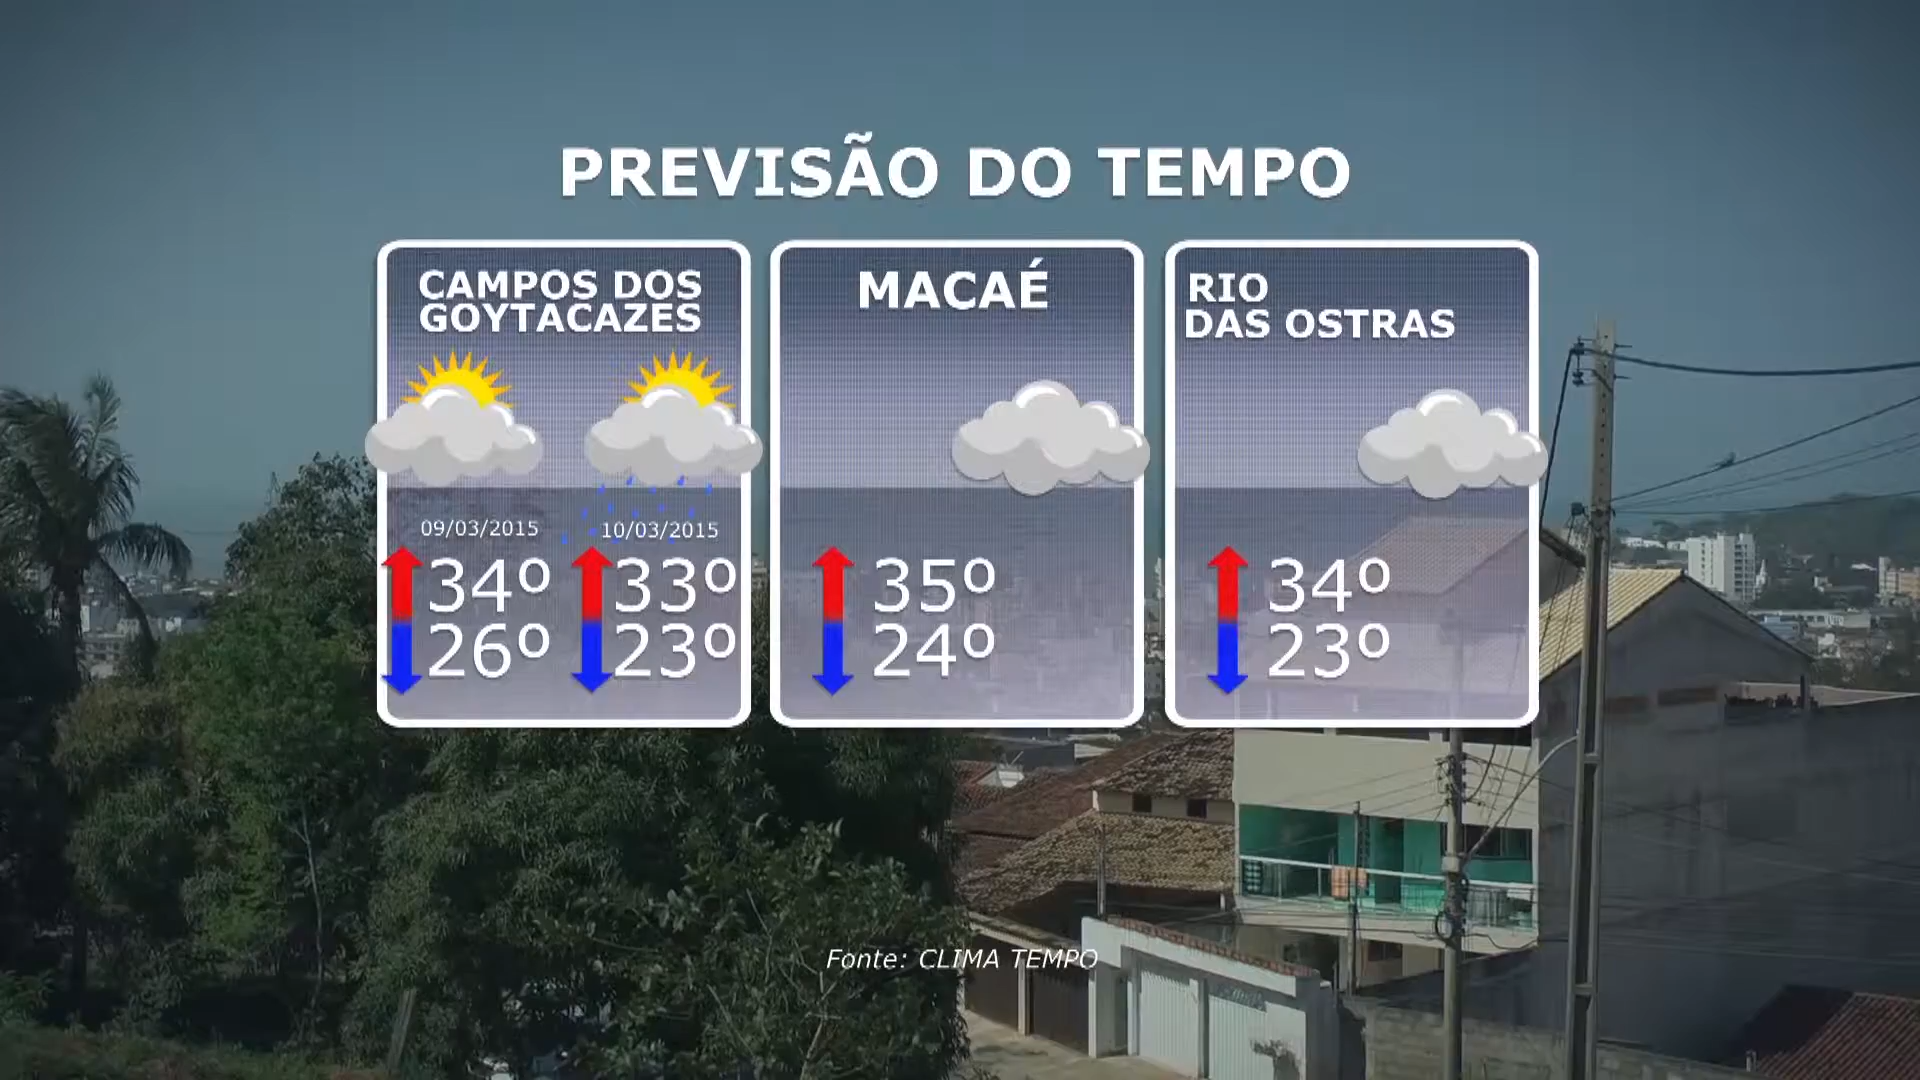 PREVISÃO DO TEMPO
CAMPOS DOS
GOYTACAZES
09/03/2015
34º
26º
10/03/2015
33º
23º
MACAÉ
35º
24º
RIO
DAS OSTRAS
34º
23º
Fonte: CLIMA TEMPO